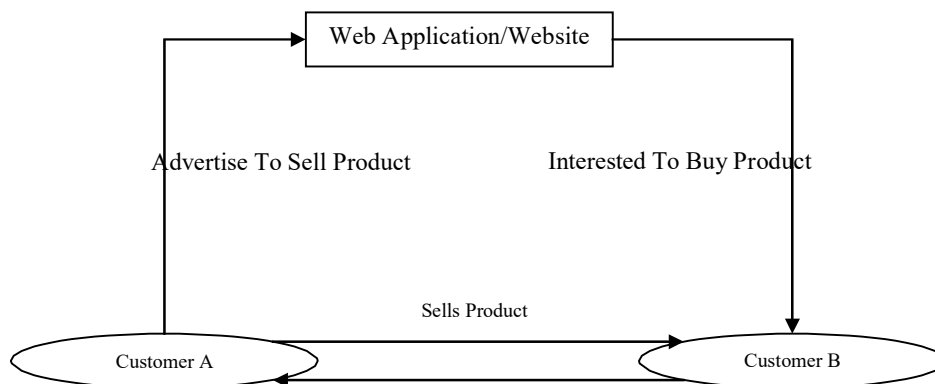 Web Application/Website
Advertise To Sell Product
Interested To Buy Product
Sells Product
Customer A
Customer B